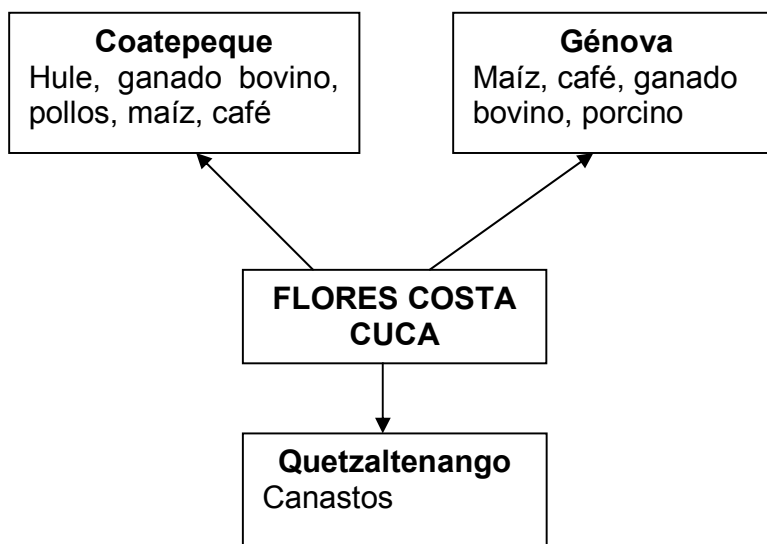 Coatepeque
Hule, ganado bovino,
pollos, maíz, café
Génova
Maíz, café, ganado
bovino, porcino
FLORES COSTA
CUCA
Quetzaltenango
Canastos